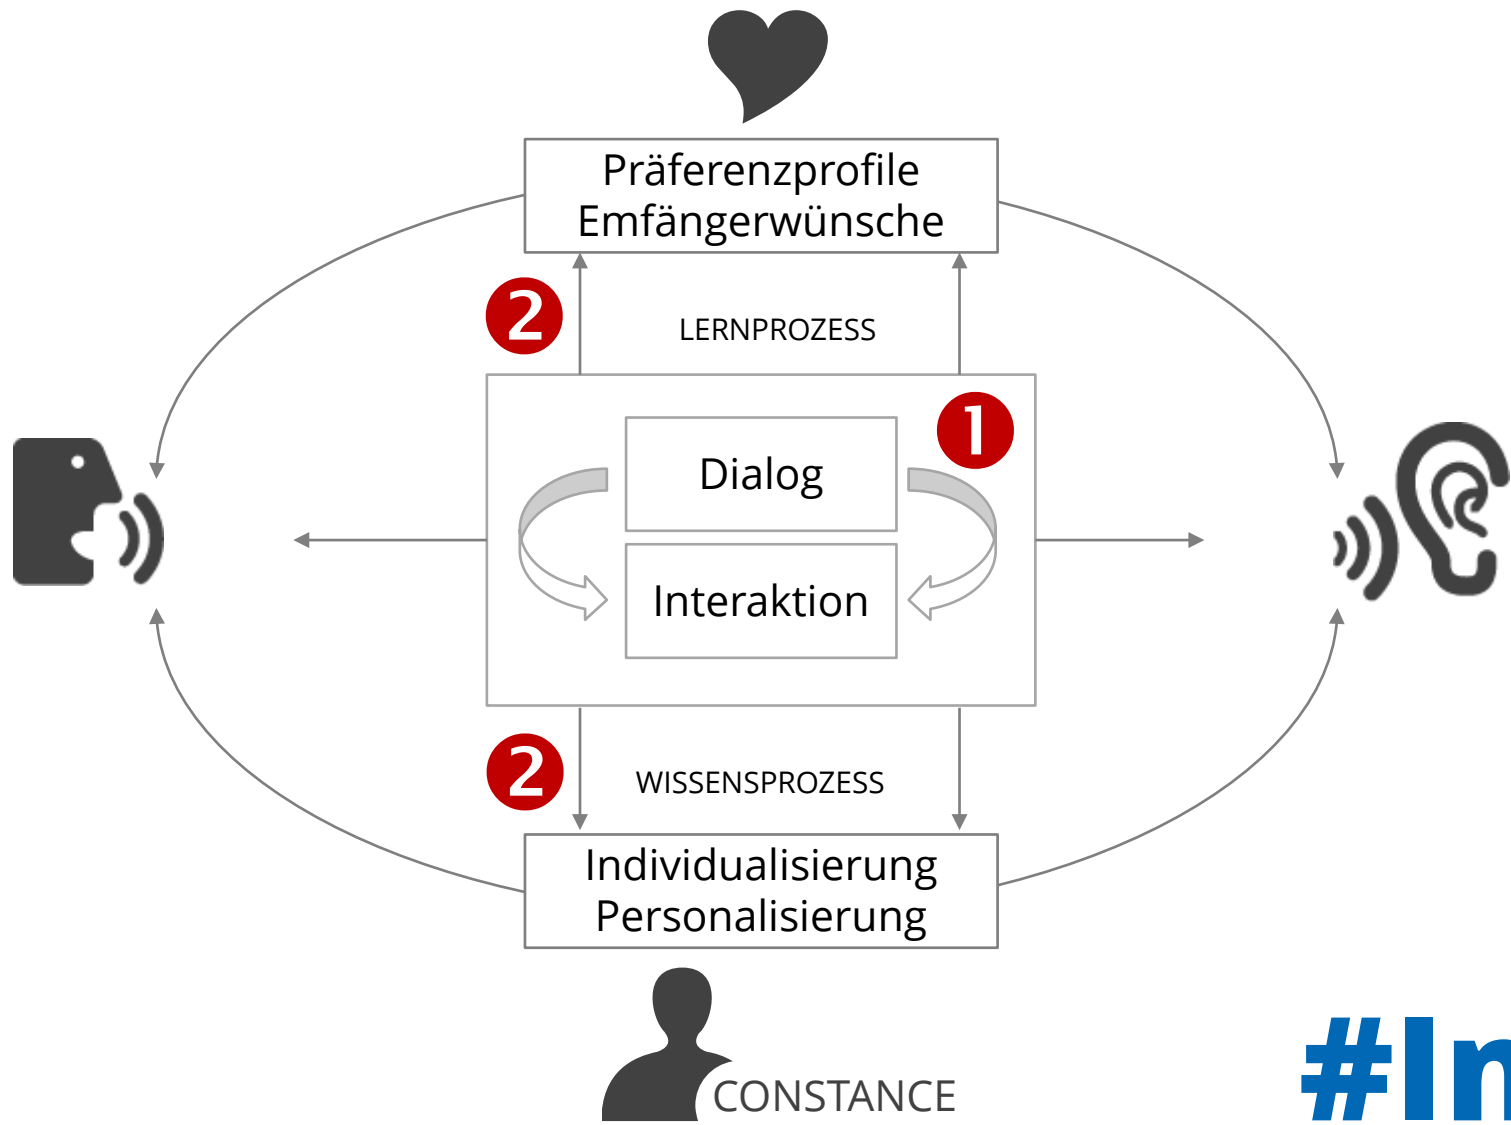 Präferenzprofile
Emfängerwünsche
2
LERNPROZESS
1
Dialog
Interaktion
2
WISSENSPROZESS
Individualisierung
Personalisierung
CONSTANCE
#In